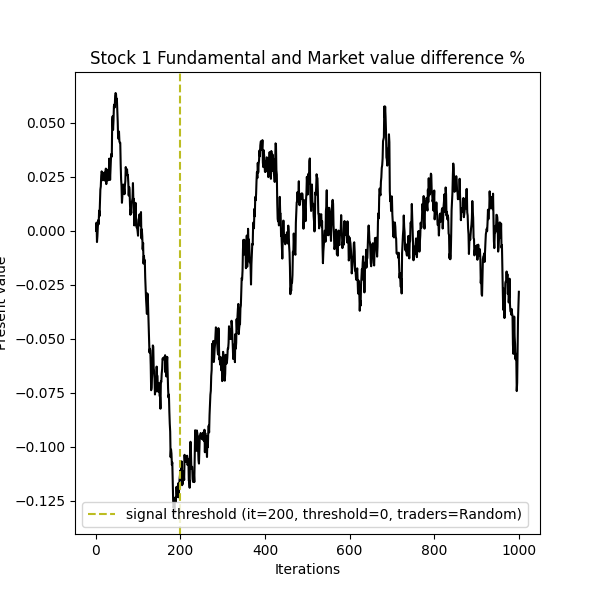 Stock 1 Fundamental and Market value difference %
Present value
0.050
0.025
0.000
−0.025
−0.050
−0.075
−0.100
−0.125
signal threshold (it=200, threshold=0, traders=Random)
0 200 400 600 800 1000
Iterations